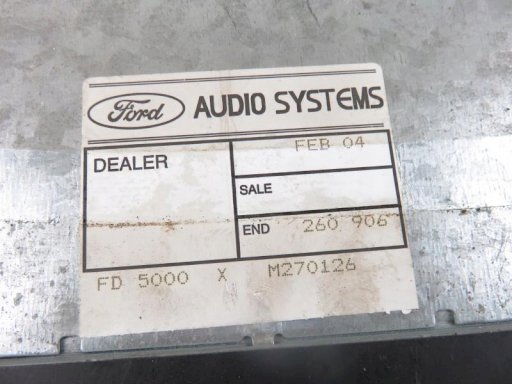 Ford AUDIO SYSTEMS
DEALER
FEB 04
SALE
END 260 906
FD 5000 X M270126